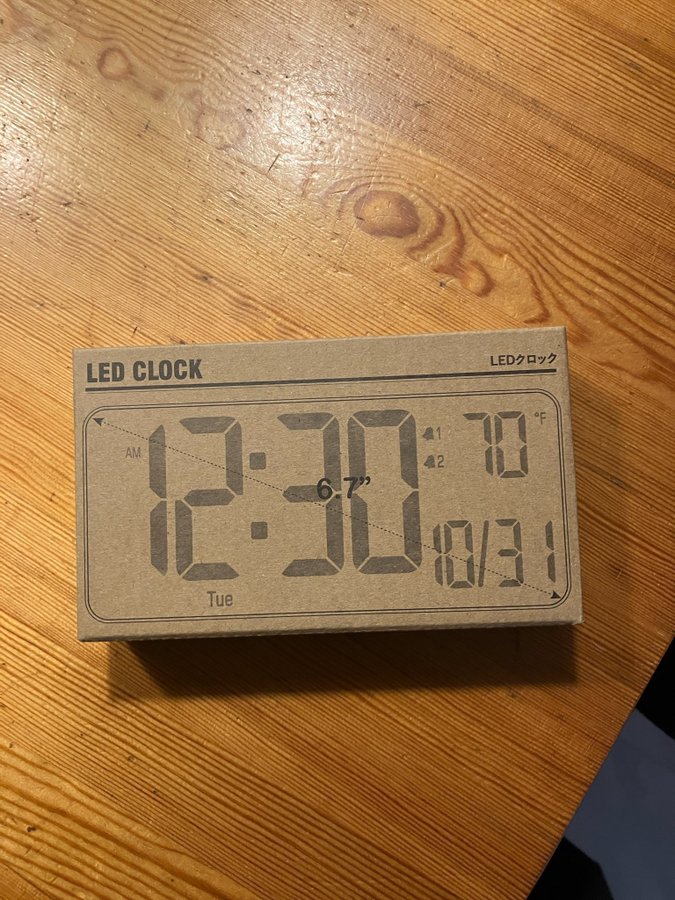 LED CLOCK
LEDクロック
AM 12:30
1
2
70 °F
6.7”
10/31
Tue